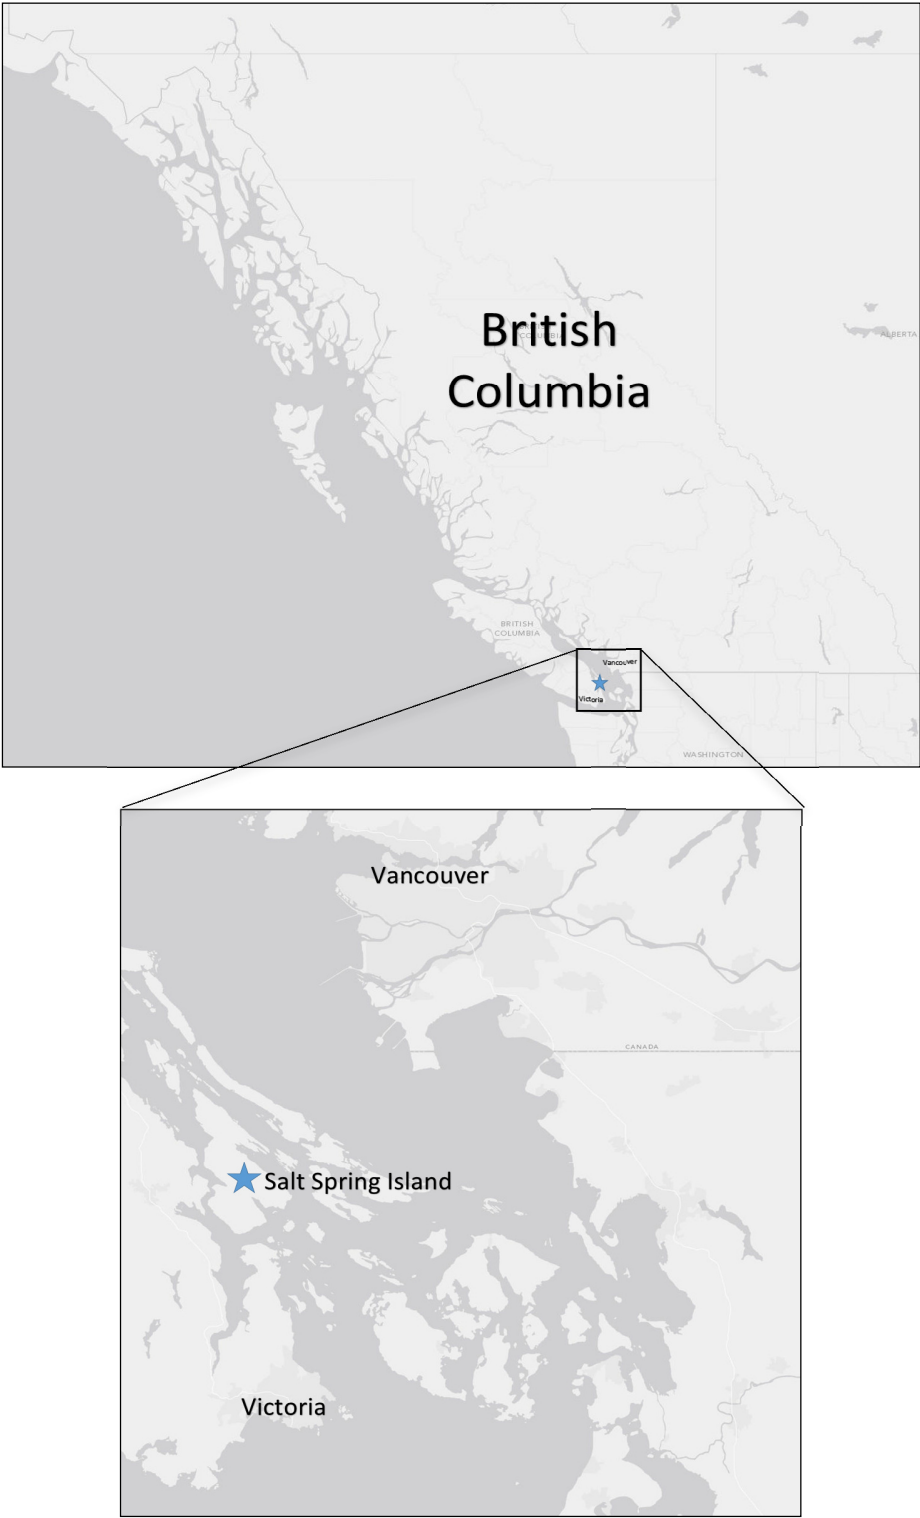 British
Columbia
ALBERTA
BRITISH
COLUMBIA
Vancouver
Victoria
WASHINGTON
Vancouver
CANADA
Salt Spring Island
Victoria